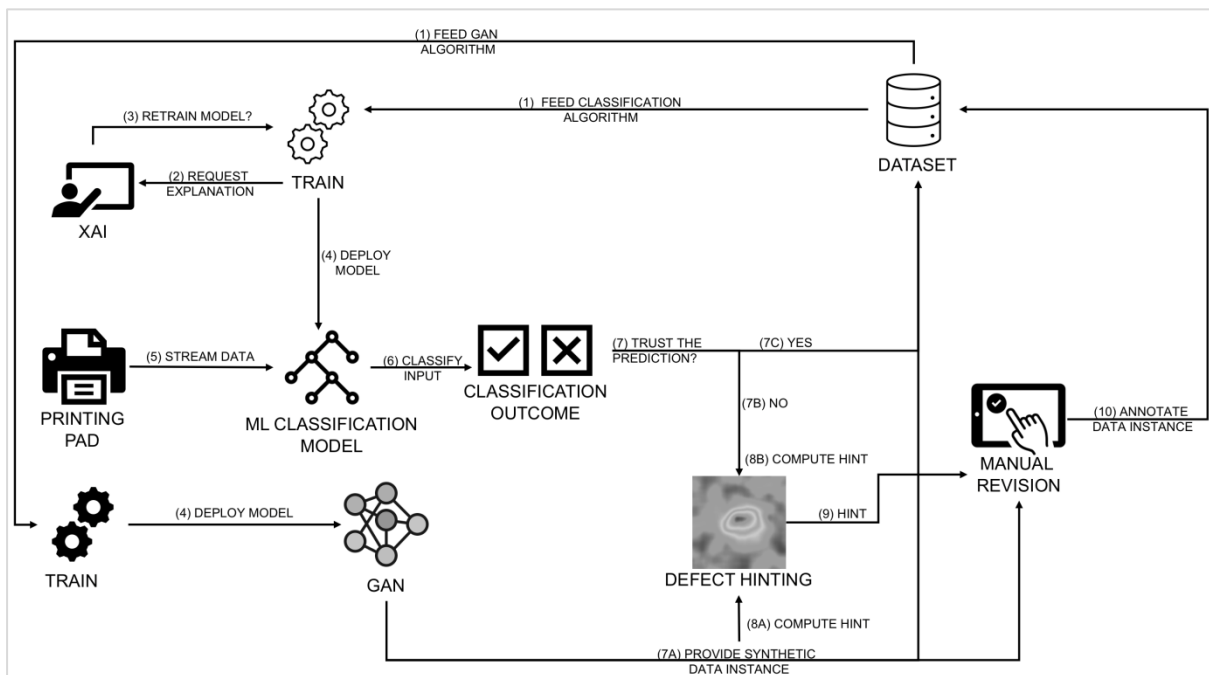 (1) FEED GAN
ALGORITHM
(1) FEED CLASSIFICATION
ALGORITHM
(3) RETRAIN MODEL?
DATASET
(2) REQUEST
EXPLANATION
TRAIN
XAI
(4) DEPLOY
MODEL
(5) STREAM DATA
(6) CLASSIFY
INPUT
(7) TRUST THE
PREDICTION?
(7C) YES
PRINTING
PAD
ML CLASSIFICATION
MODEL
CLASSIFICATION
OUTCOME
(7B) NO
(10) ANNOTATE
DATA INSTANCE
(8B) COMPUTE HINT
MANUAL
REVISION
(4) DEPLOY MODEL
(9) HINT
TRAIN
GAN
DEFECT HINTING
(8A) COMPUTE HINT
(7A) PROVIDE SYNTHETIC
DATA INSTANCE